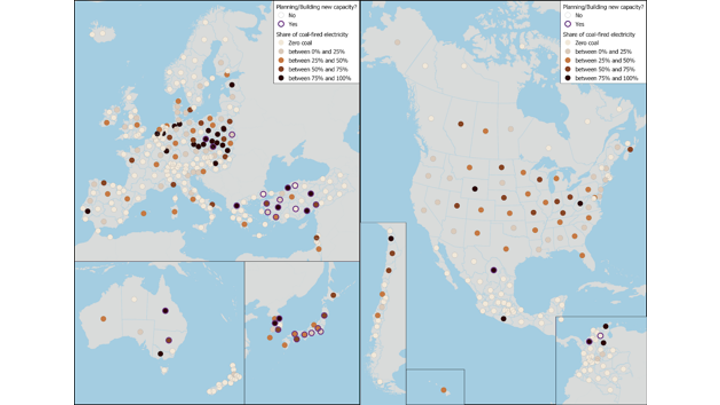 Planning/Building new capacity?
No
Yes
Share of coal-fired electricity
Zero coal
between 0% and 25%
between 25% and 50%
between 50% and 75%
between 75% and 100%
Planning/Building new capacity?
No
Yes
Share of coal-fired electricity
Zero coal
between 0% and 25%
between 25% and 50%
between 50% and 75%
between 75% and 100%